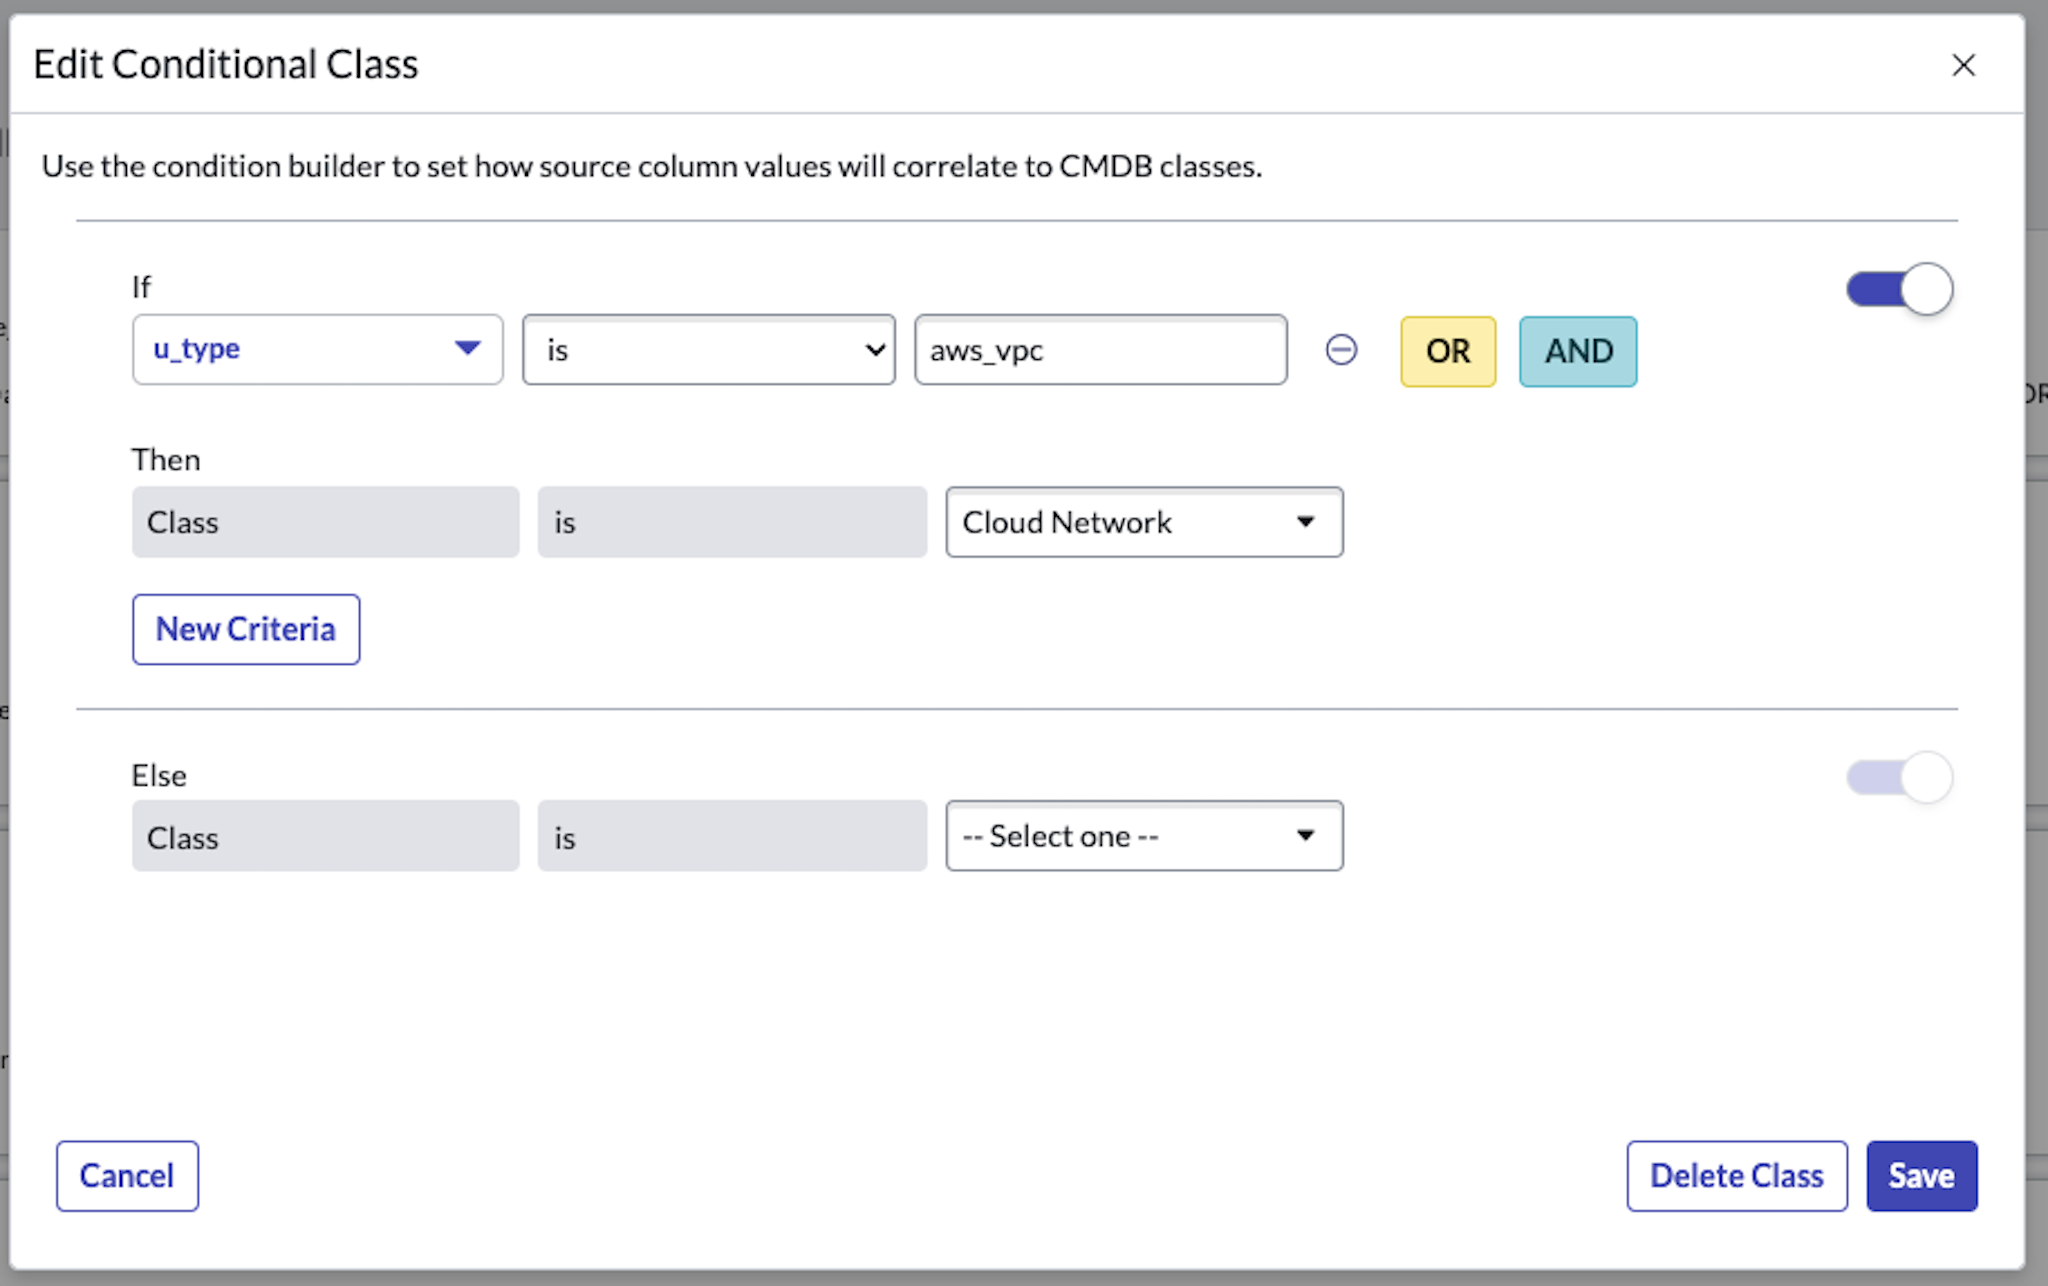 Edit Conditional Class
Use the condition builder to set how source column values will correlate to CMDB classes.
If
u_type is aws_vpc OR AND
Then
Class is Cloud Network
New Criteria
Else
Class is -- Select one --
Cancel Delete Class Save